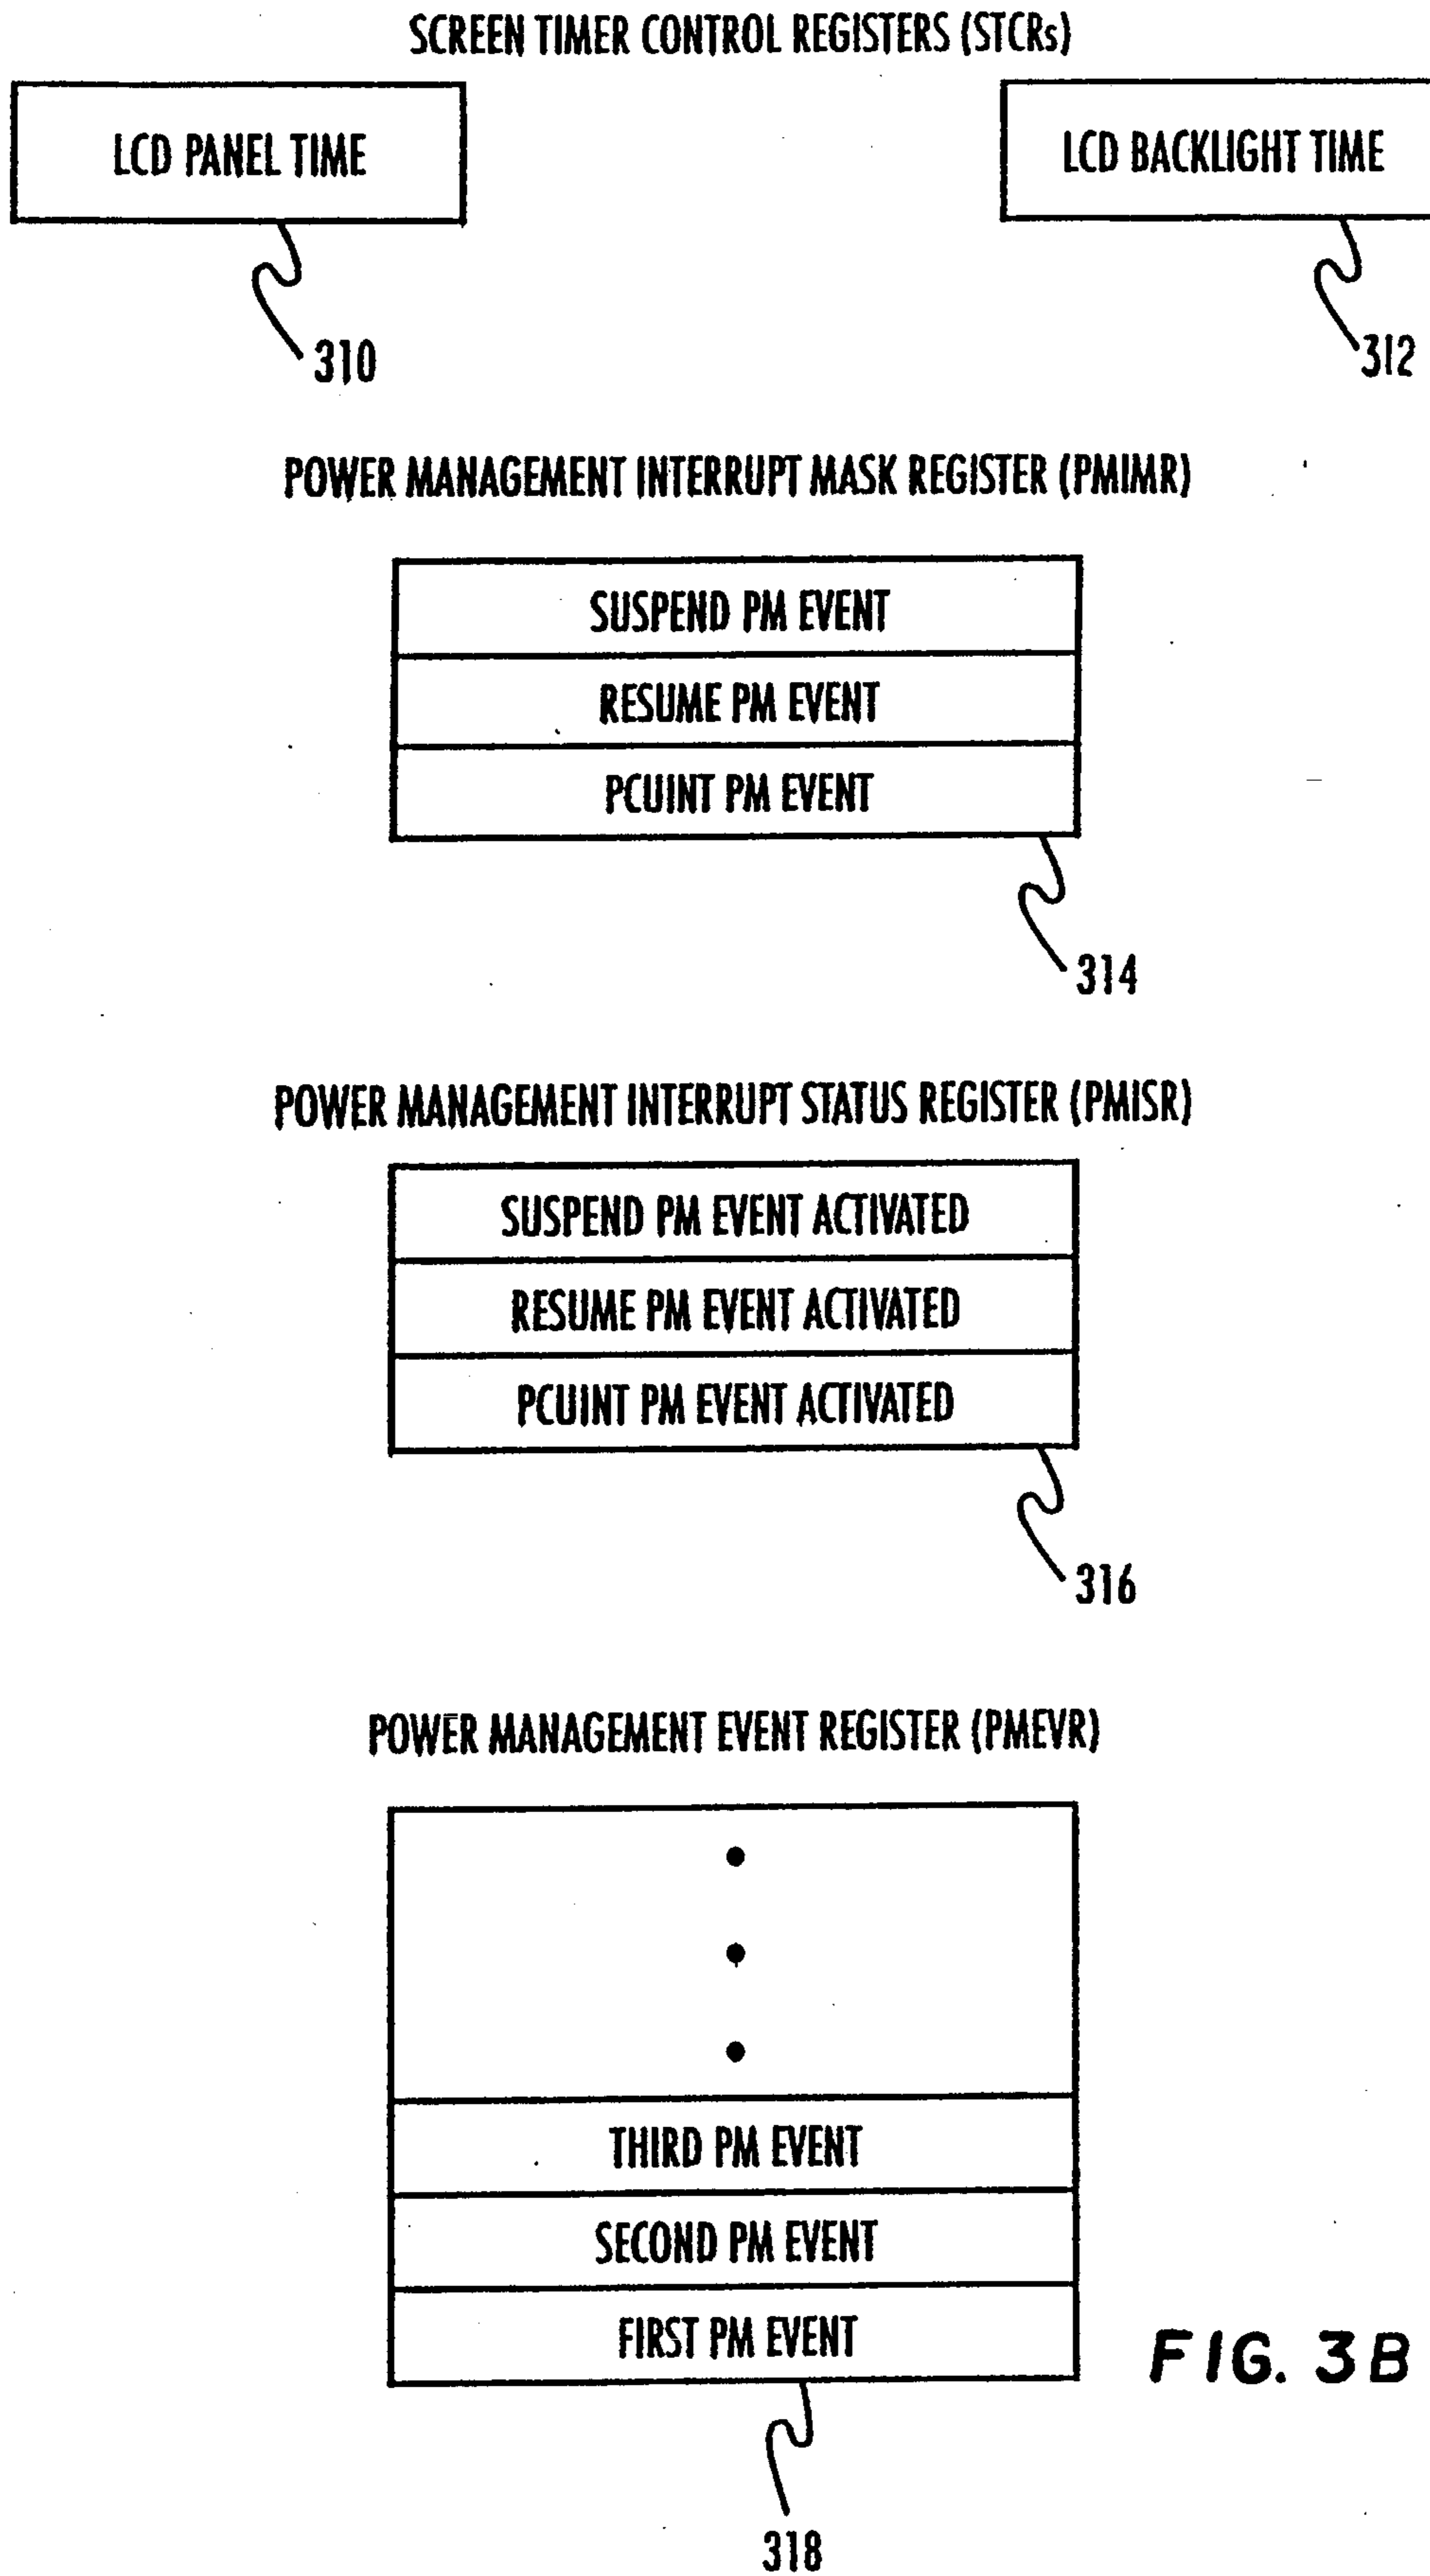 SCREEN TIMER CONTROL REGISTERS (STCRs)
LCD PANEL TIME
LCD BACKLIGHT TIME
310
312
POWER MANAGEMENT INTERRUPT MASK REGISTER (PMIMR)
SUSPEND PM EVENT
RESUME PM EVENT
PCUINT PM EVENT
314
POWER MANAGEMENT INTERRUPT STATUS REGISTER (PMISR)
SUSPEND PM EVENT ACTIVATED
RESUME PM EVENT ACTIVATED
PCUINT PM EVENT ACTIVATED
316
POWER MANAGEMENT EVENT REGISTER (PMEVR)
THIRD PM EVENT
SECOND PM EVENT
FIRST PM EVENT
FIG. 3B
318